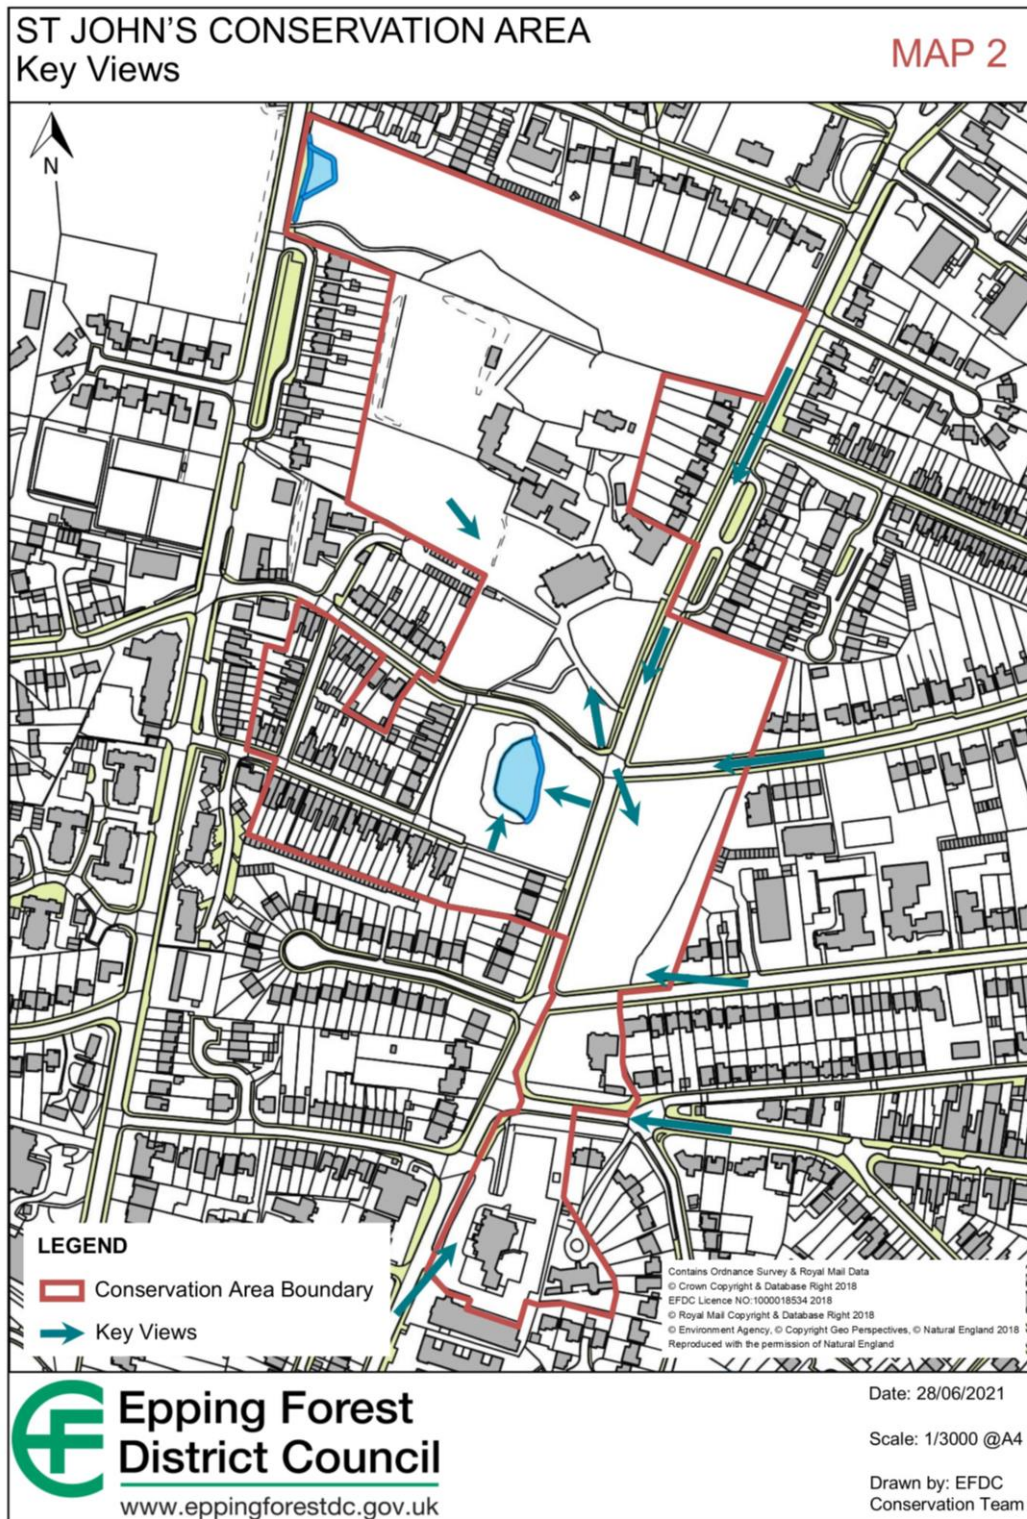 ST JOHN'S CONSERVATION AREA
Key Views
MAP 2
N
LEGEND
Conservation Area Boundary
Key Views
Contains Ordnance Survey & Royal Mail Data
© Crown Copyright & Database Right 2018
EFDC Licence NO:1000018534 2018
© Royal Mail Copyright & Database Right 2018
© Environment Agency, © Copyright Geo Perspectives, © Natural England 2018
Reproduced with the permission of Natural England
Epping Forest
District Council
www.eppingforestdc.gov.uk
Date: 28/06/2021
Scale: 1/3000 @A4
Drawn by: EFDC
Conservation Team